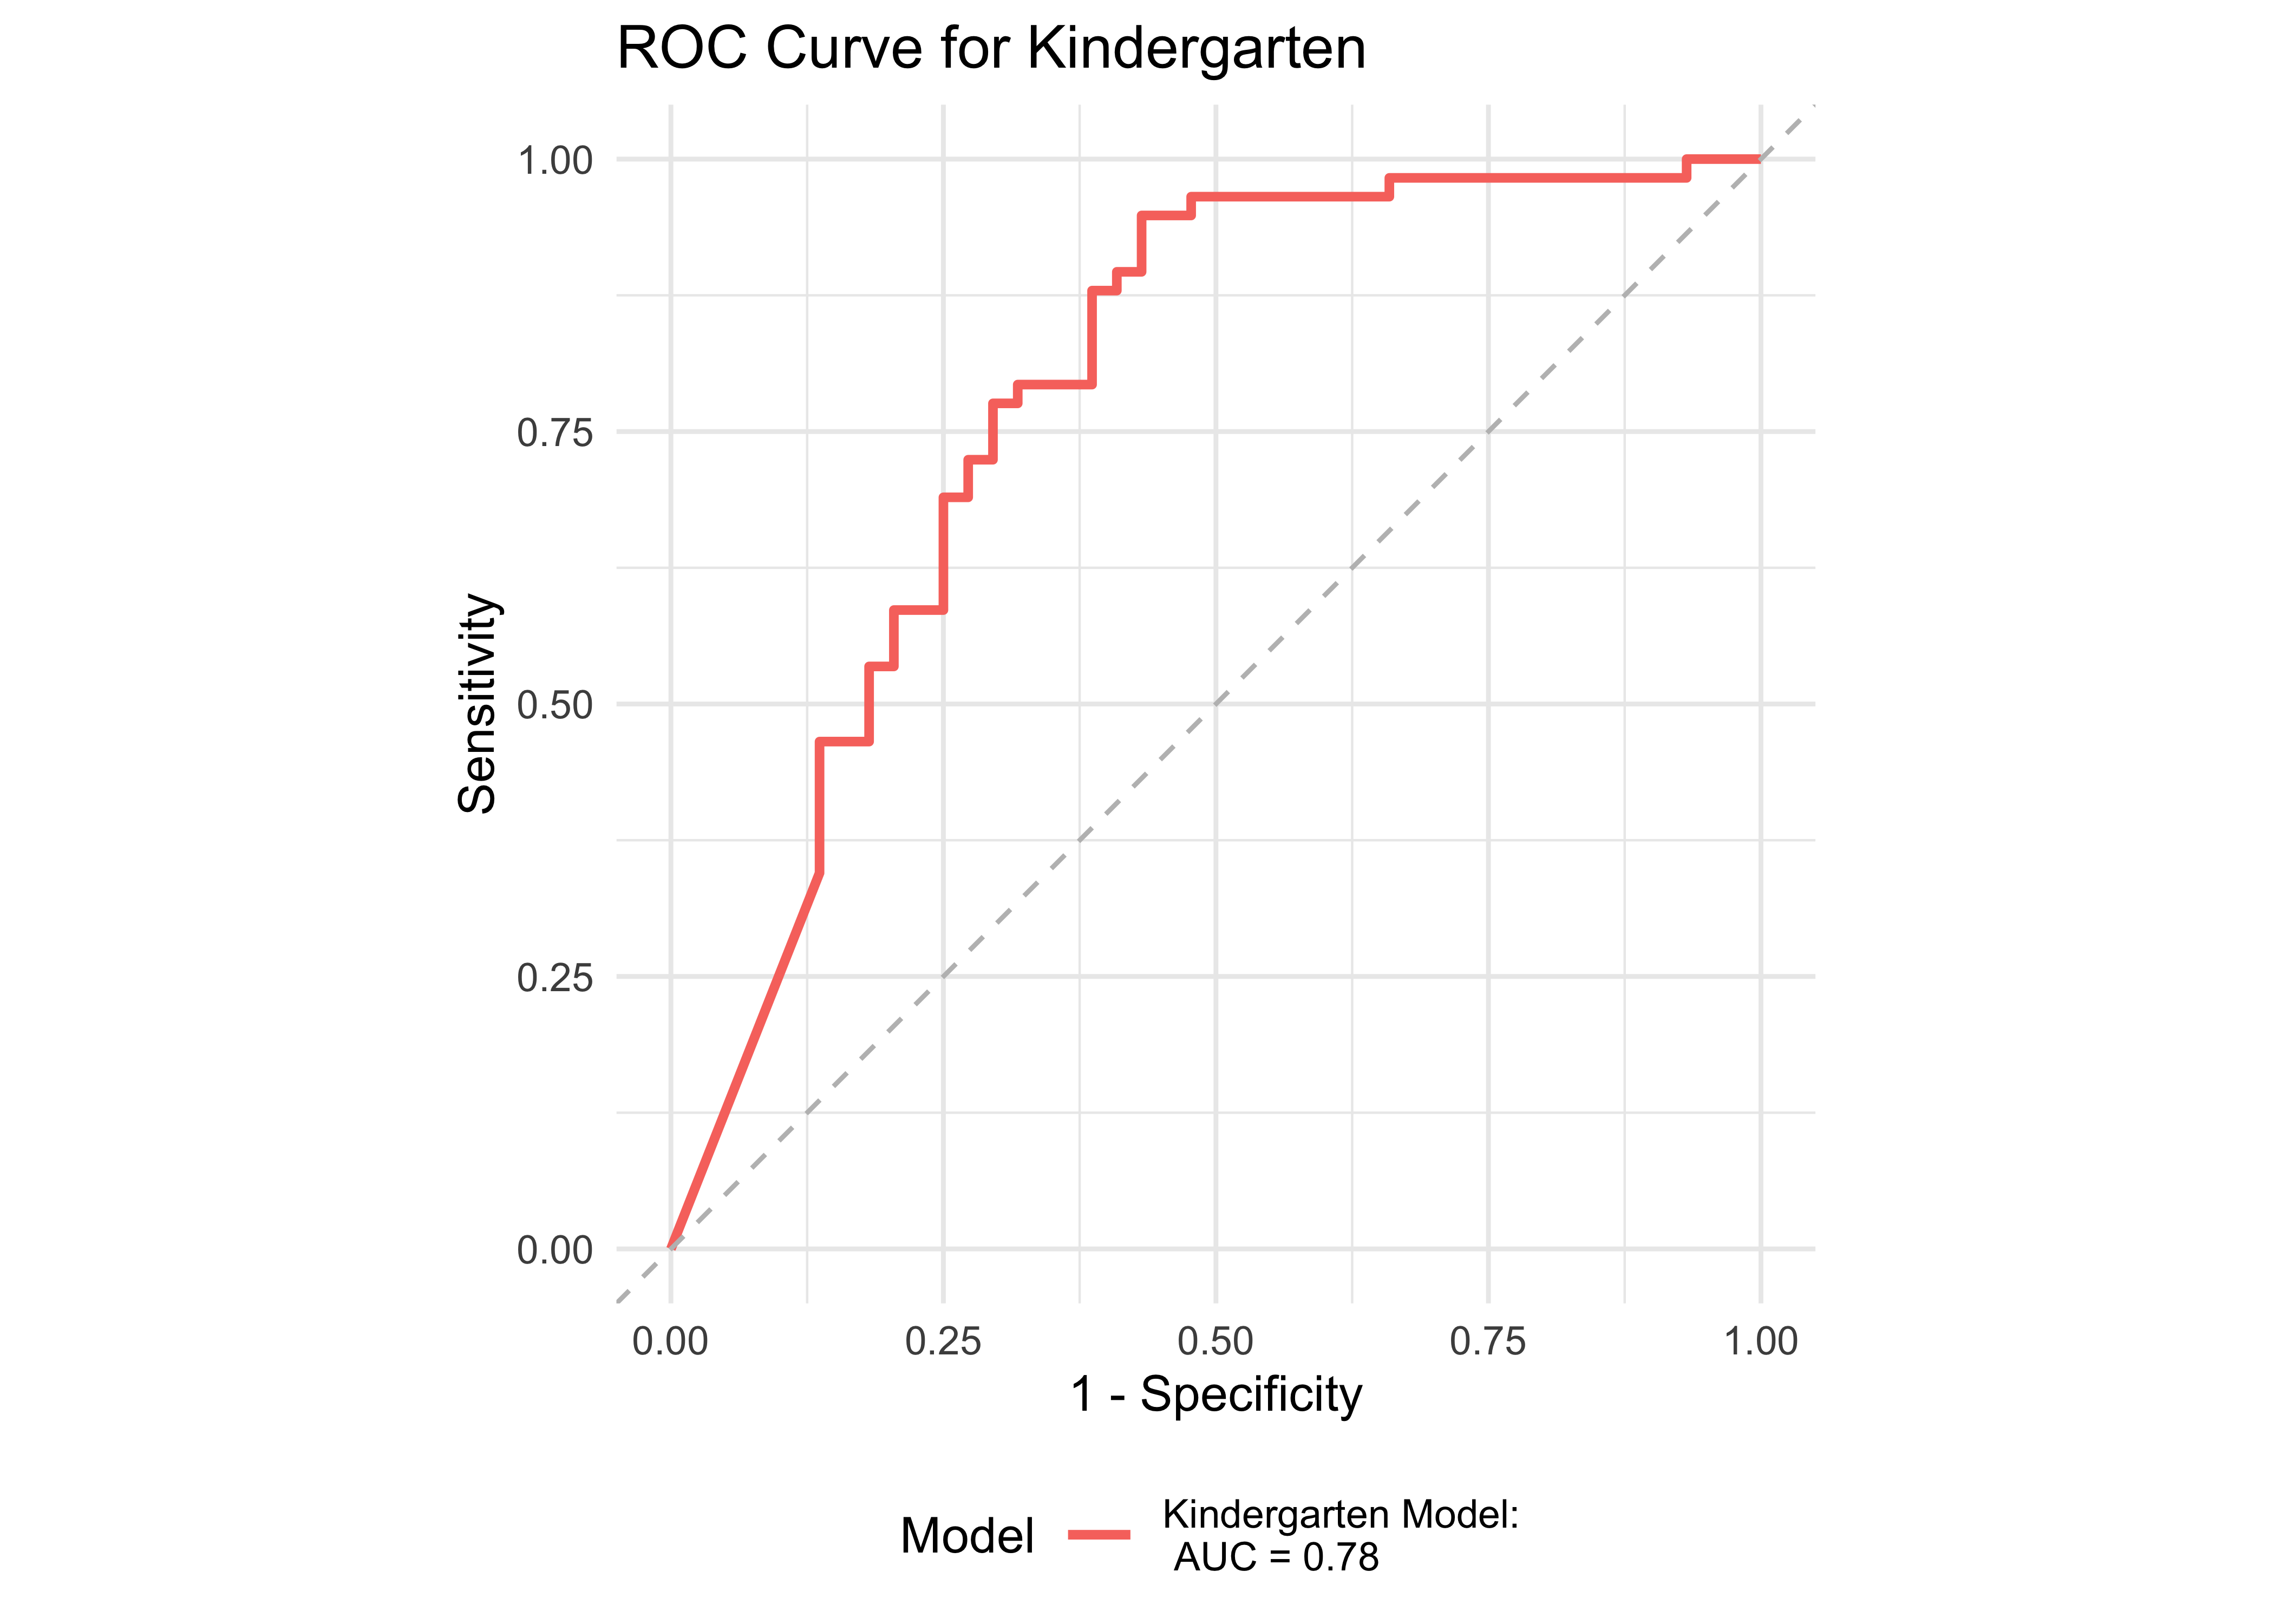 ROC Curve for Kindergarten
1.00
0.75
0.50
0.25
0.00
Sensitivity
0.00 0.25 0.50 0.75 1.00
1 - Specificity
Model
Kindergarten Model:
AUC = 0.78